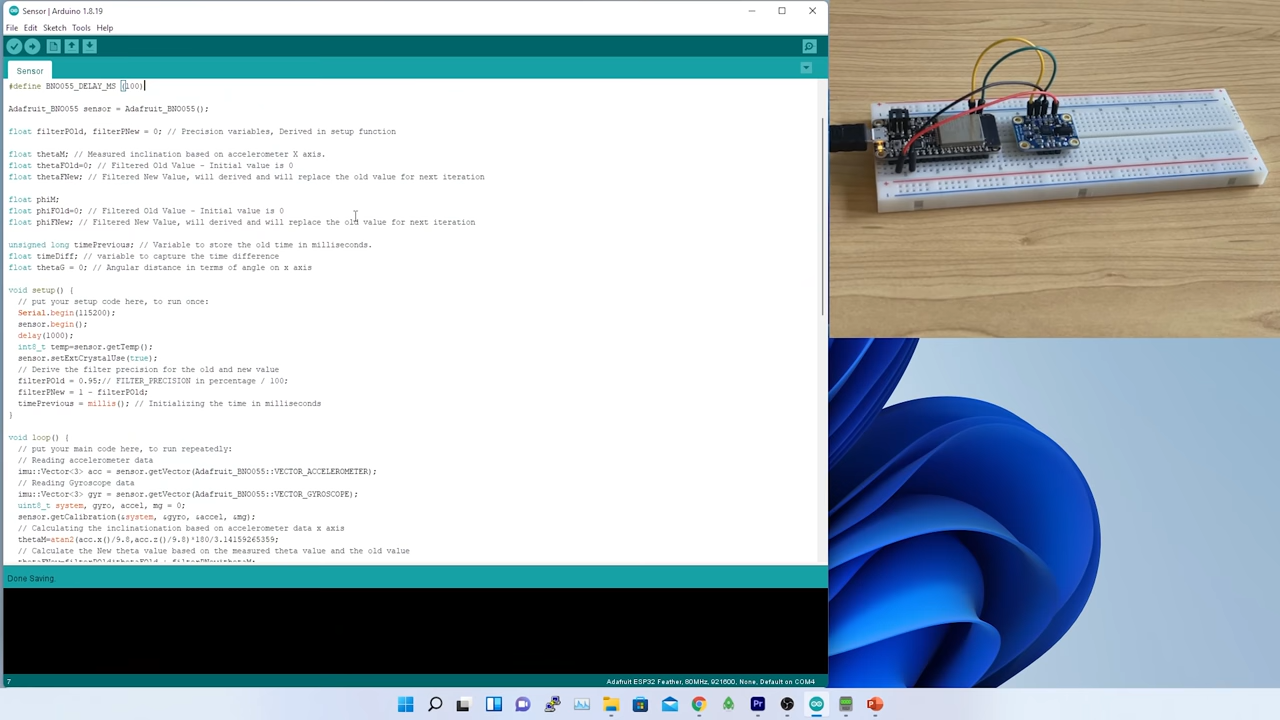 Sensor | Arduino 1.8.19
File Edit Sketch Tools Help
Sensor
#define BNO055_DELAY_MS (100)
Adafruit_BNO055 sensor = Adafruit_BNO055();
float filterPOld, filterPNew = 0; // Precision variables, Derived in setup function
float thetaM; // Measured inclination based on accelerometer X axis.
float thetaFOld=0; // Filtered Old Value - Initial value is 0
float thetaFNew; // Filtered New Value, will derived and will replace the old value for next iteration
float phiM;
float phiFOld=0; // Filtered Old Value - Initial value is 0
float phiFNew; // Filtered New Value, will derived and will replace the old value for next iteration
unsigned long timePrevious; // Variable to store the old time in milliseconds.
float timeDiff; // variable to capture the time difference
float thetaG = 0; // Angular distance in terms of angle on x axis
void setup() {
// put your setup code here, to run once:
Serial.begin(115200);
sensor.begin();
delay(1000);
int8_t temp=sensor.getTemp();
sensor.setExtCrystalUse(true);
// Derive the filter precision for the old and new value
filterPOld = 0.95;// FILTER_PRECISION in percentage / 100;
filterPNew = 1 - filterPOld;
timePrevious = millis(); // Initializing the time in milliseconds
}
void loop() {
// put your main code here, to run repeatedly:
// Reading accelerometer data
imu::Vector<3> acc = sensor.getVector(Adafruit_BNO055::VECTOR_ACCELEROMETER);
// Reading Gyroscope data
imu::Vector<3> gyr = sensor.getVector(Adafruit_BNO055::VECTOR_GYROSCOPE);
uint8_t system, gyro, accel, mg = 0;
sensor.getCalibration(&system, &gyro, &accel, &mg);
// Calculating the inclinationation based on accelerometer data x axis
thetaM=atan2(acc.x()/9.8,acc.z()/9.8)*180/3.14159265359;
// Calculate the New theta value based on the measured theta value and the old value
Done Saving.
7
Adafruit ESP32 Feather, 80MHz, 921600, None, Default on COM4
Pr